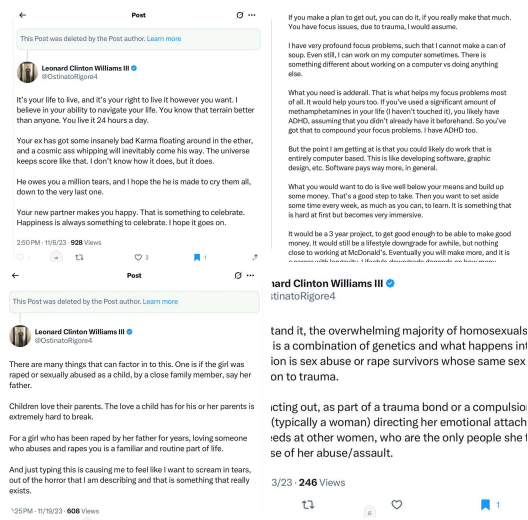 Post
This Post was deleted by the Post author. Learn more
Leonard Clinton Williams III
@OstinatoRigore4
It's your life to live, and it's your right to live it however you want. I
believe in your ability to navigate your life. You know that terrain better
than anyone. You live it 24 hours a day.
Your ex has got some insanely bad Karma floating around in the ether,
and a cosmic ass whipping will inevitably come his way. The universe
keeps score like that. I don't know how it does, but it does.
He owes you a million tears, and I hope the he is made to cry them all,
down to the very last one.
Your new partner makes you happy. That is something to celebrate.
Happiness is always something to celebrate. I hope it goes on.
2:50 PM · 11/6/23 · 928 Views
2
1
If you make a plan to get out, you can do it, if you really make that much.
You have focus issues, due to trauma, I would assume.
I have very profound focus problems, such that I cannot make a can of
soup. Even still, I can work on my computer sometimes. There is
something different about working on a computer vs doing anything
else.
What you need is adderall. That is what helps my focus problems most
of all. It would help yours too. If you've used a significant amount of
methamphetamines in your life (I haven't touched it), you likely have
ADHD, assuming that you didn't already have it beforehand. So you've
got that to compound your focus problems. I have ADHD too.
But the point I am getting at is that you could likely do work that is
entirely computer based. This is like developing software, graphic
design, etc. Software pays way more, in general.
What you would want to do is live well below your means and build up
some money. That's a good step to take. Then you want to set aside
some time every week, as much as you can, to learn. It is something that
is hard at first but becomes very immersive.
It would be a 3 year project, to get good enough to be able to make good
money. It would still be a lifestyle downgrade for awhile, but nothing
close to working at McDonald's. Eventually you will make more, and it is
Post
This Post was deleted by the Post author. Learn more
Leonard Clinton Williams III
@OstinatoRigore4
There are many things that can factor in to this. One is if the girl was
raped or sexually abused as a child, by a close family member, say her
father.
Children love their parents. The love a child has for his or her parents is
extremely hard to break.
For a girl who has been raped by her father for years, loving someone
who abuses and rapes you is a familiar and routine part of life.
And just typing this is causing me to feel like I want to scream in tears,
out of the horror that I am describing and that is something that really
exists.
:25 PM · 11/19/23 · 608 Views
nard Clinton Williams III
stinatoRigore4
tand it, the overwhelming majority of homosexuals
is a combination of genetics and what happens int
ion is sex abuse or rape survivors whose same sex
on to trauma.
acting out, as part of a trauma bond or a compulsion
(typically a woman) directing her emotional attach
eeds at other women, who are the only people she f
se of her abuse/assault.
3/23 · 246 Views
1